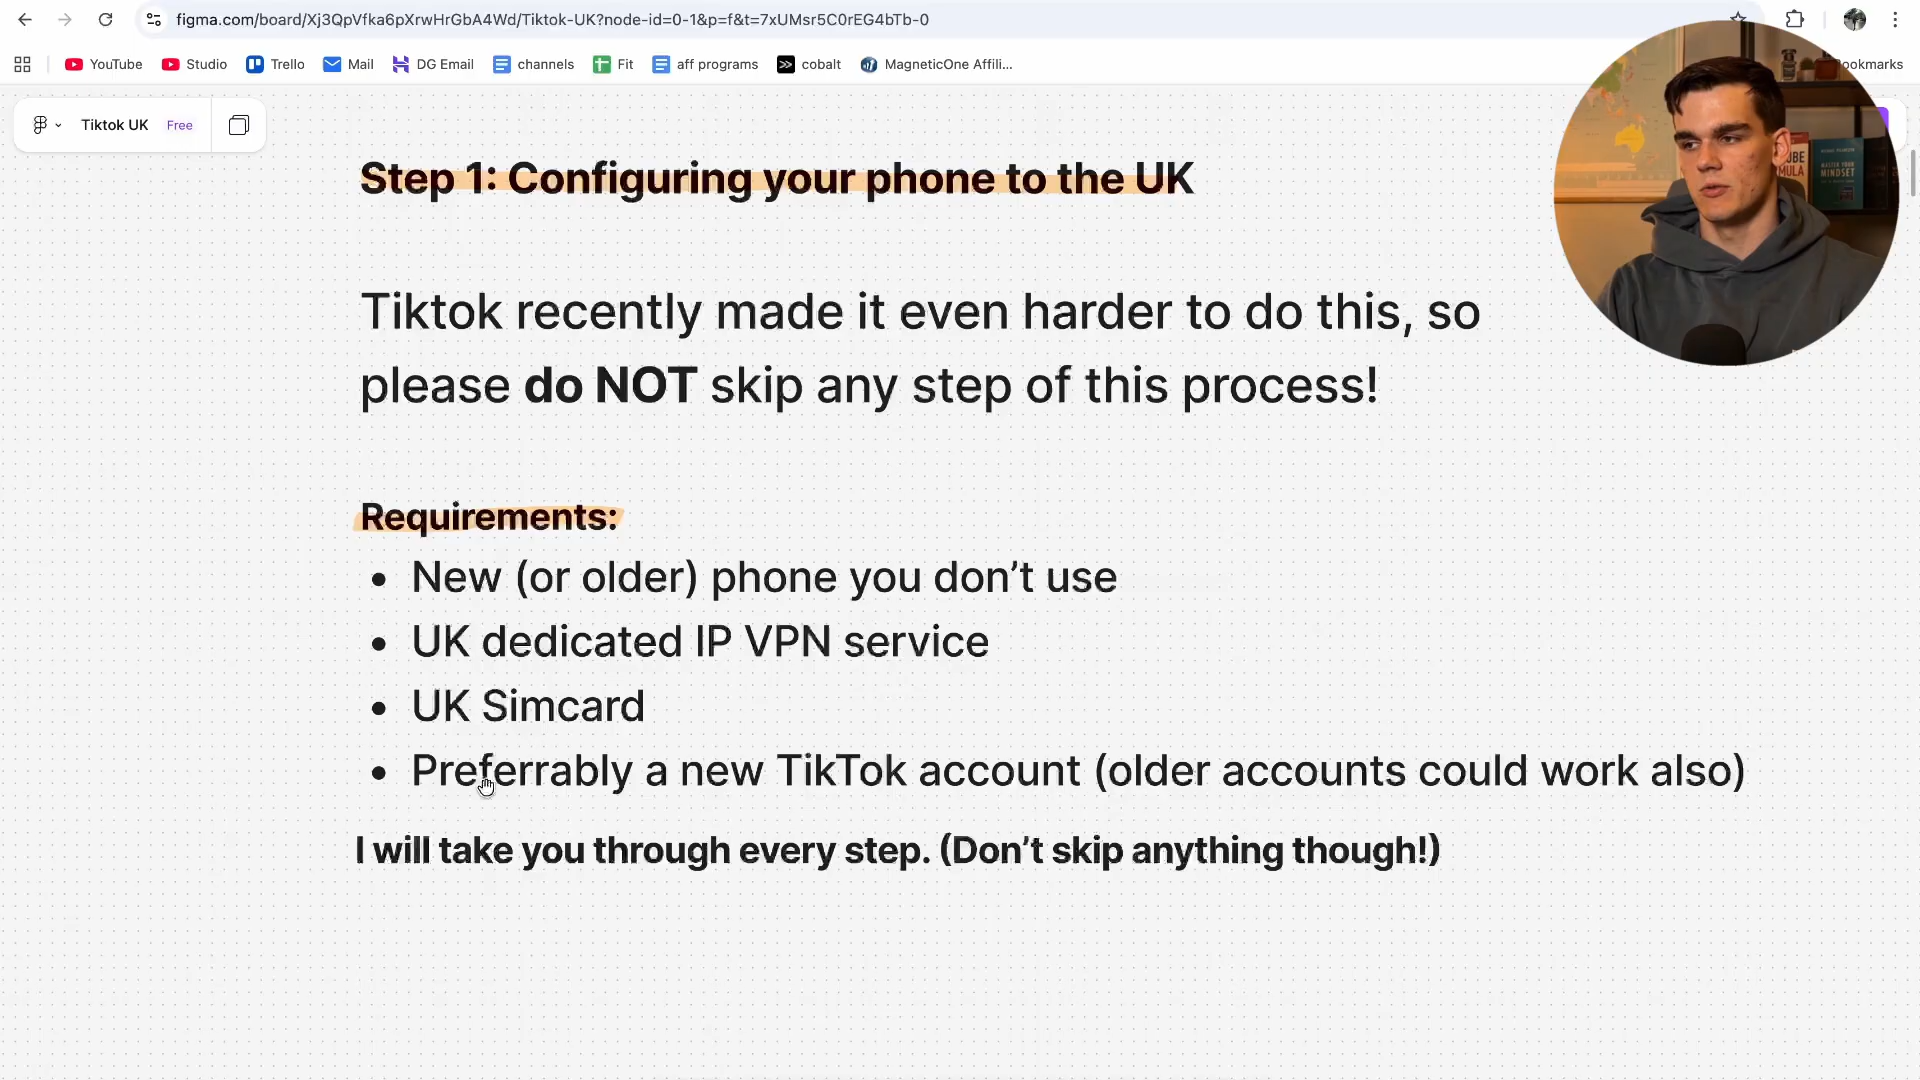 figma.com/board/Xj3QpVfka6pXrwHrGbA4Wd/Tiktok-UK?node-id=0-1&p=f&t=7xUMsr5C0rEG4bTb-0
YouTube Studio Trello Mail DG Email channels Fit aff programs cobalt MagneticOne Affili... ookmarks
Tiktok UK Free
Step 1: Configuring your phone to the UK
Tiktok recently made it even harder to do this, so
please do NOT skip any step of this process!
Requirements:
• New (or older) phone you don’t use
• UK dedicated IP VPN service
• UK Simcard
• Preferrably a new TikTok account (older accounts could work also)
I will take you through every step. (Don’t skip anything though!)
MASTER YOUR
MINDSET